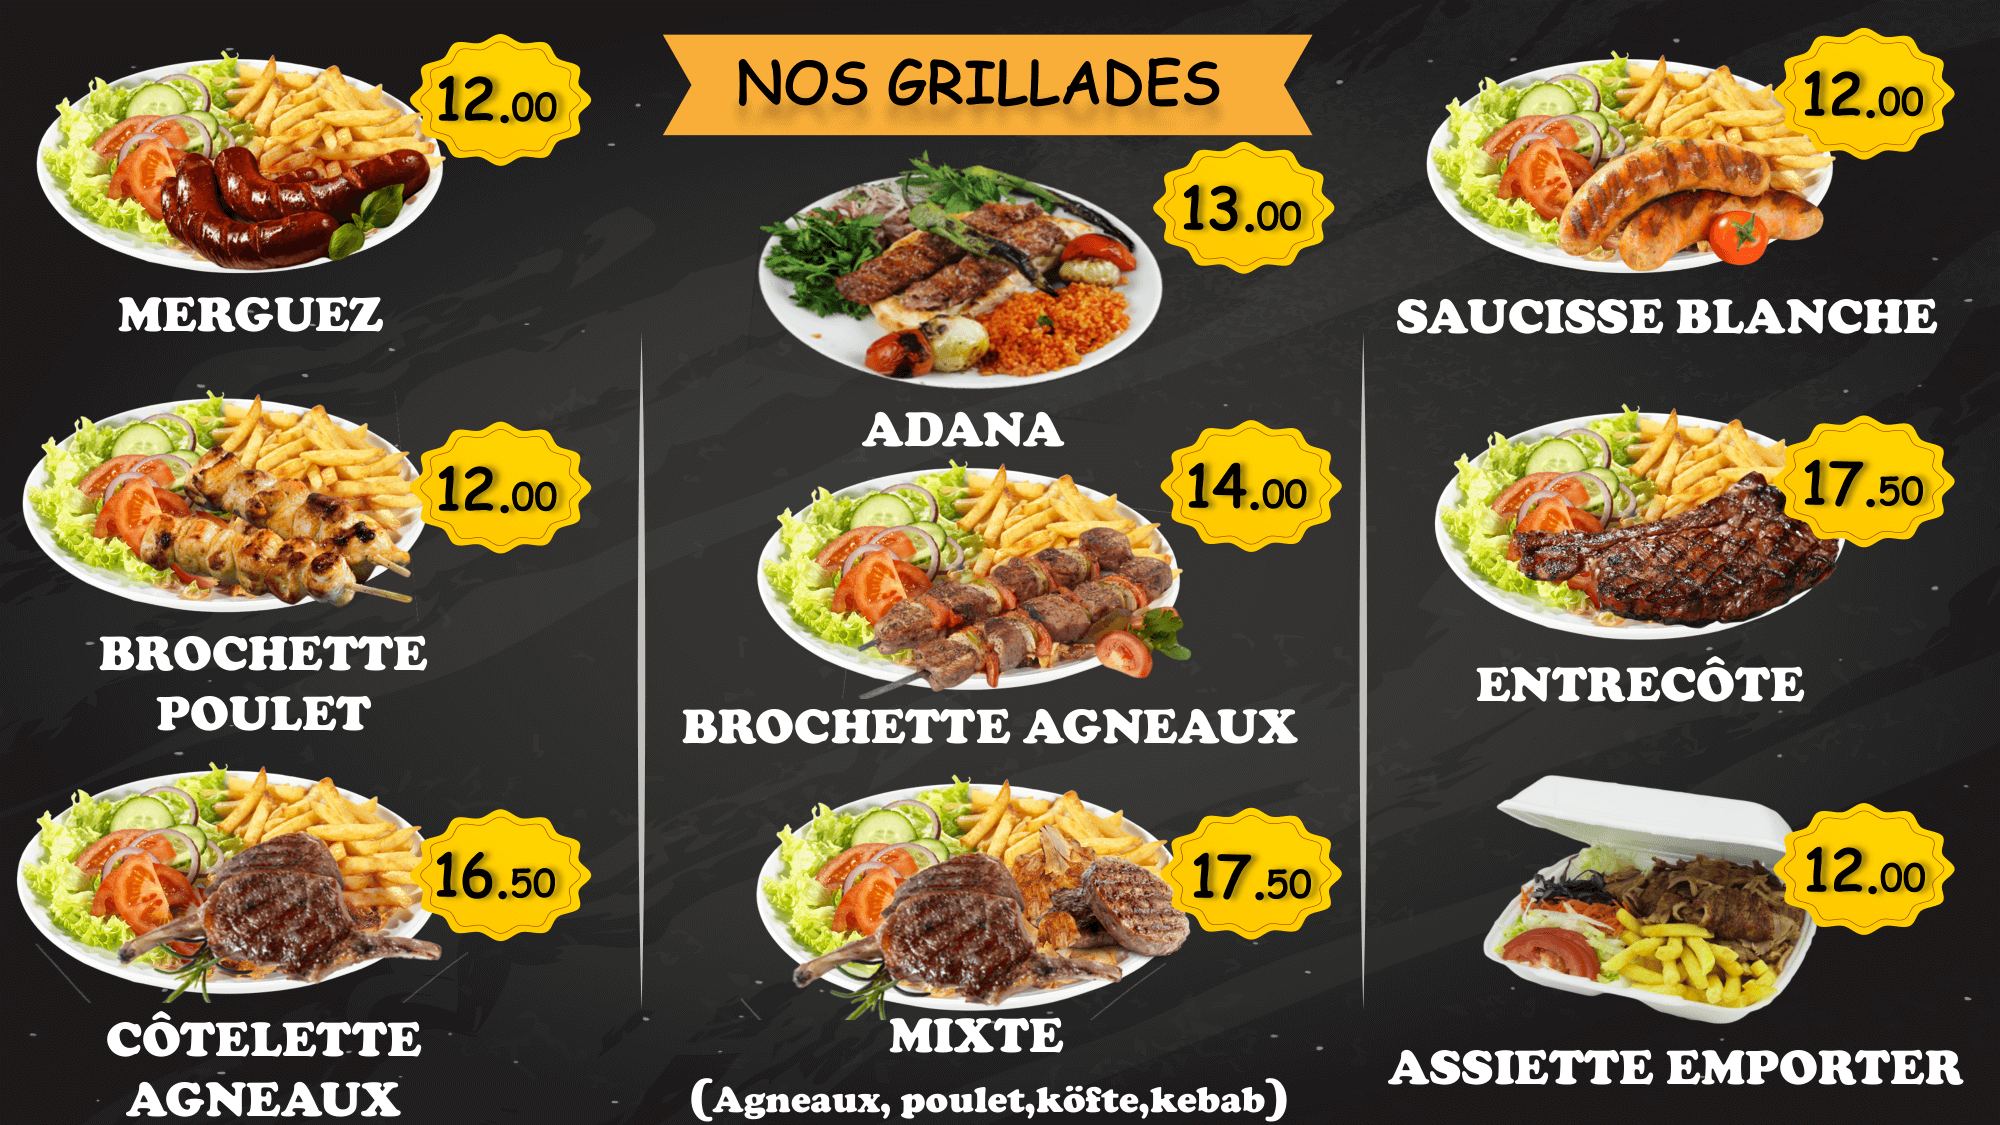 NOS GRILLADES
12.00
MERGUEZ
12.00
BROCHETTE
POULET
16.50
CÔTELETTE
AGNEAUX
13.00
ADANA
14.00
BROCHETTE AGNEAUX
17.50
MIXTE
(Agneaux, poulet,köfte,kebab)
12.00
SAUCISSE BLANCHE
17.50
ENTRECÔTE
12.00
ASSIETTE EMPORTER